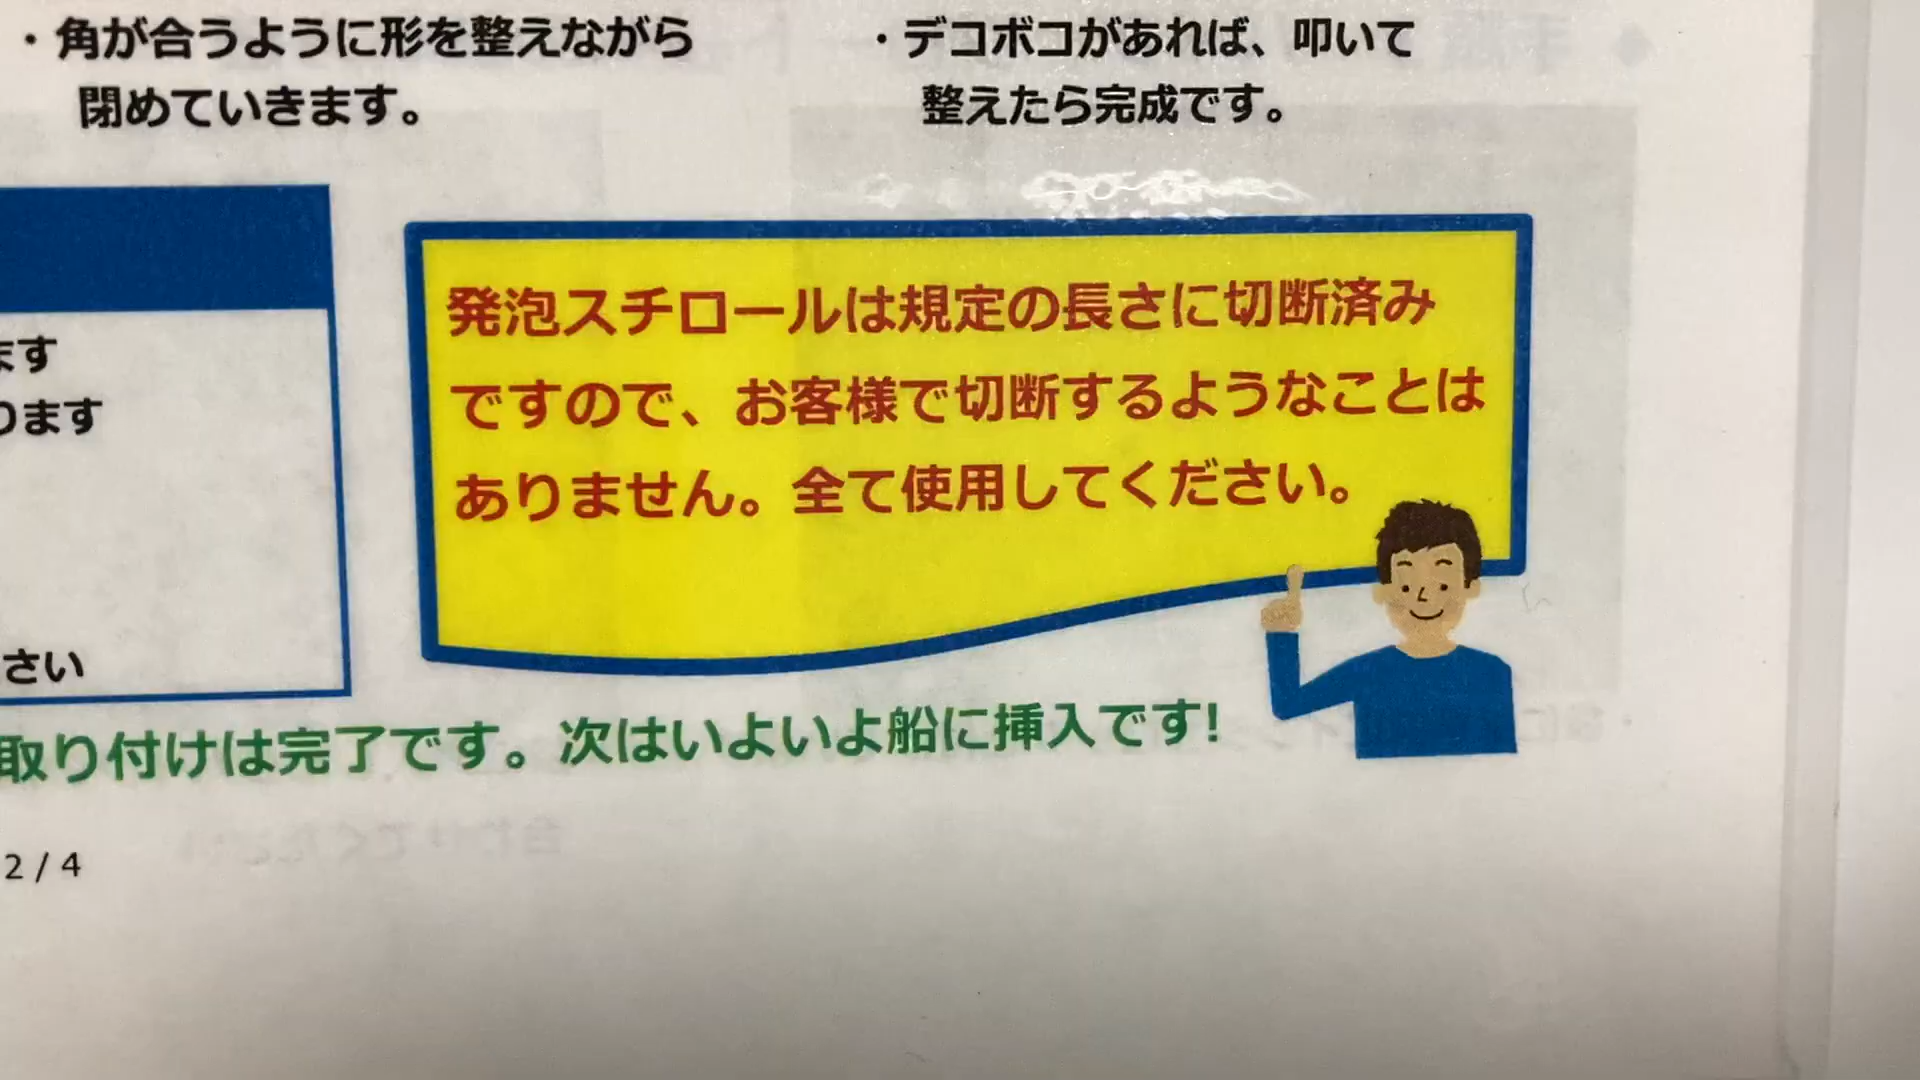 ・角が合うように形を整えながら
閉めていきます。
・デコボコがあれば、叩いて
整えたら完成です。
ます
ります
さい
発泡スチロールは規定の長さに切断済み
ですので、お客様で切断するようなことは
ありません。全て使用してください。
取り付けは完了です。次はいよいよ船に挿入です!
2 / 4